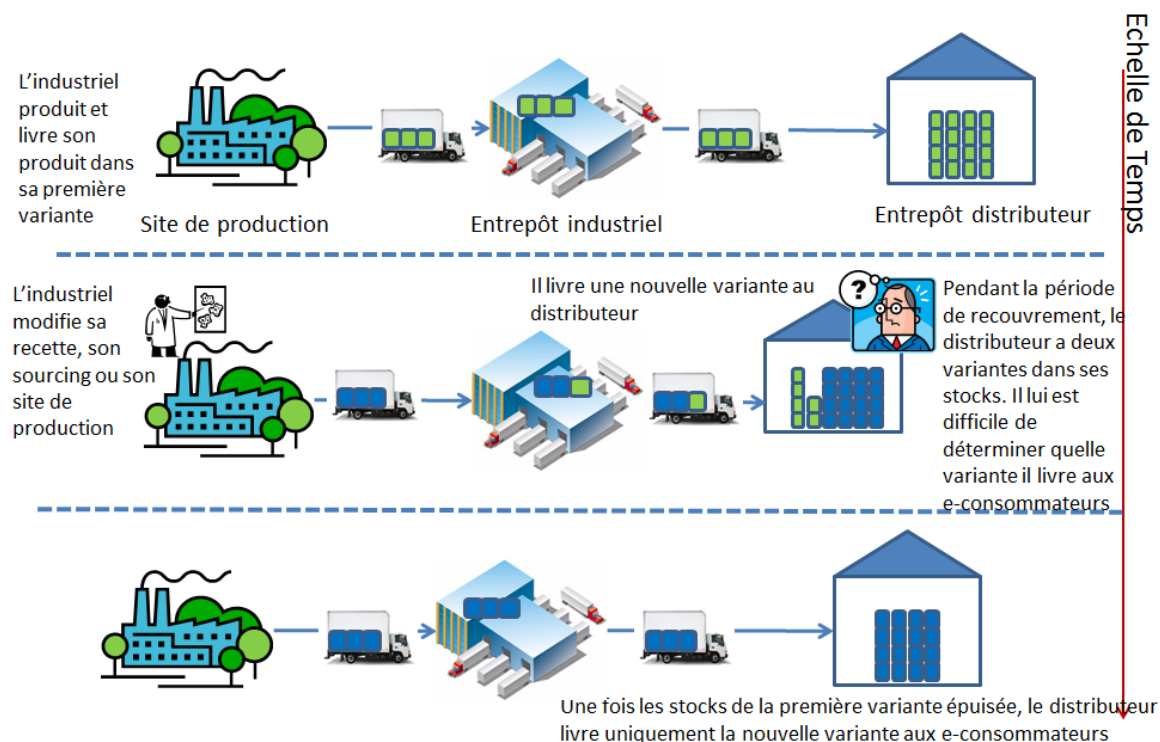 Echelle de Temps
L'industriel
produit et
livre son
produit dans
sa première
variante
Site de production
Entrepôt industriel
Entrepôt distributeur
L'industriel
modifie sa
recette, son
sourcing ou son
site de
production
Il livre une nouvelle variante au
distributeur
?
Pendant la période
de recouvrement, le
distributeur a deux
variantes dans ses
stocks. Il lui est
difficile de
déterminer quelle
variante il livre aux
e-consommateurs
Une fois les stocks de la première variante épuisée, le distributeur
livre uniquement la nouvelle variante aux e-consommateurs